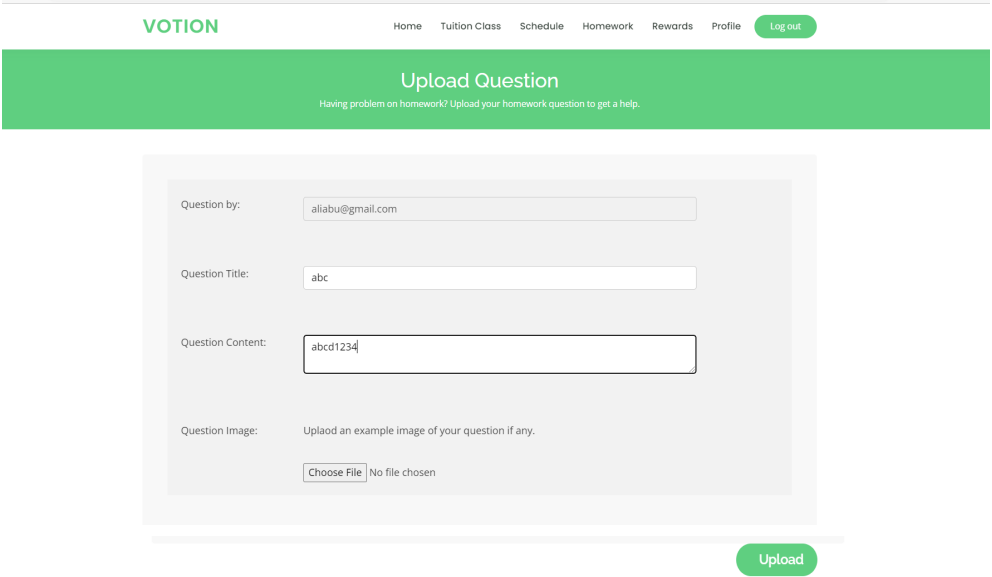 VOTION Home Tuition Class Schedule Homework Rewards Profile Log out
Upload Question
Having problem on homework? Upload your homework question to get a help.
Question by: aliabu@gmail.com
Question Title: abc
Question Content: abcd1234
Question Image: Uplaod an example image of your question if any.
Choose File No file chosen
Upload